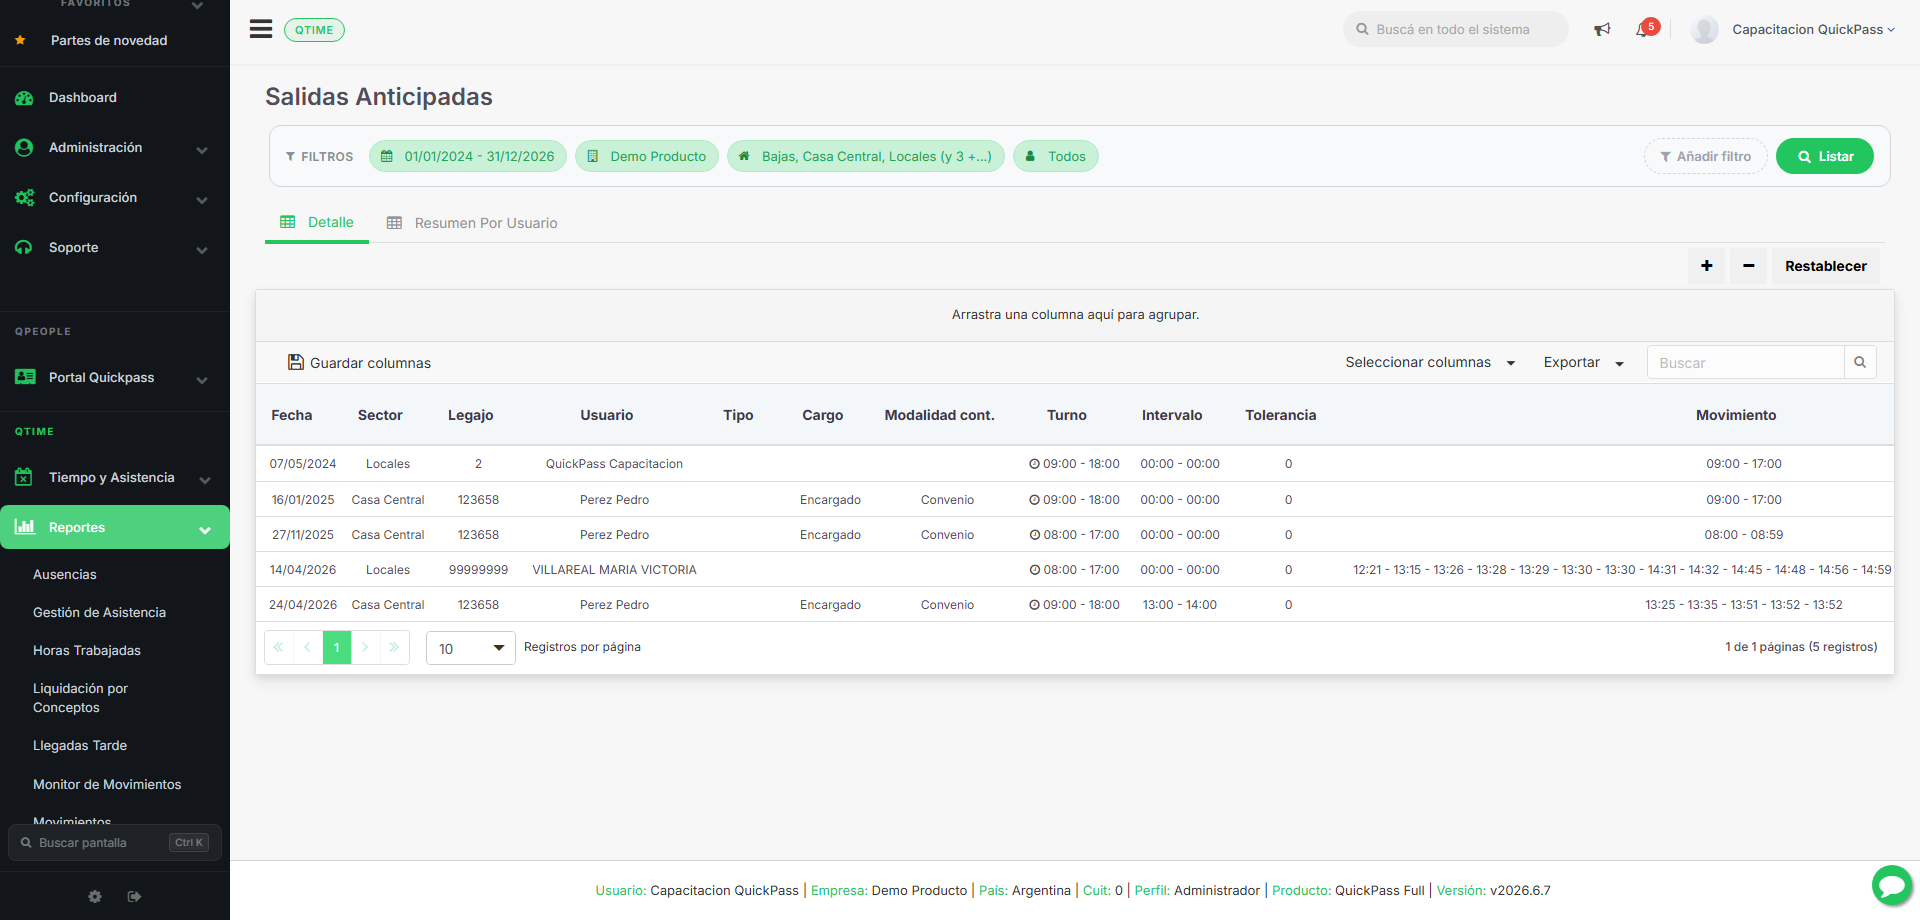 FAVORITOS
Partes de novedad
Dashboard
Administración
Configuración
Soporte
QPEOPLE
Portal Quickpass
QTIME
Tiempo y Asistencia
Reportes
Ausencias
Gestión de Asistencia
Horas Trabajadas
Liquidación por
Conceptos
Llegadas Tarde
Monitor de Movimientos
Movimientos
Buscar pantalla Ctrl K
QTIME
Buscá en todo el sistema
5
Capacitacion QuickPass
Salidas Anticipadas
FILTROS 01/01/2024 - 31/12/2026 Demo Producto Bajas, Casa Central, Locales (y 3 +...) Todos Añadir filtro Listar
Detalle Resumen Por Usuario
+ − Restablecer
Arrastra una columna aquí para agrupar.
Guardar columnas Seleccionar columnas Exportar Buscar
Fecha Sector Legajo Usuario Tipo Cargo Modalidad cont. Turno Intervalo Tolerancia Movimiento
07/05/2024 Locales 2 QuickPass Capacitacion 09:00 - 18:00 00:00 - 00:00 0 09:00 - 17:00
16/01/2025 Casa Central 123658 Perez Pedro Encargado Convenio 09:00 - 18:00 00:00 - 00:00 0 09:00 - 17:00
27/11/2025 Casa Central 123658 Perez Pedro Encargado Convenio 08:00 - 17:00 00:00 - 00:00 0 08:00 - 08:59
14/04/2026 Locales 99999999 VILLAREAL MARIA VICTORIA 08:00 - 17:00 00:00 - 00:00 0 12:21 - 13:15 - 13:26 - 13:28 - 13:29 - 13:30 - 13:30 - 14:31 - 14:32 - 14:45 - 14:48 - 14:56 - 14:59
24/04/2026 Casa Central 123658 Perez Pedro Encargado Convenio 09:00 - 18:00 13:00 - 14:00 0 13:25 - 13:35 - 13:51 - 13:52 - 13:52
« ‹ 1 › » 10 Registros por página 1 de 1 páginas (5 registros)
Usuario: Capacitacion QuickPass | Empresa: Demo Producto | País: Argentina | Cuit: 0 | Perfil: Administrador | Producto: QuickPass Full | Versión: v2026.6.7